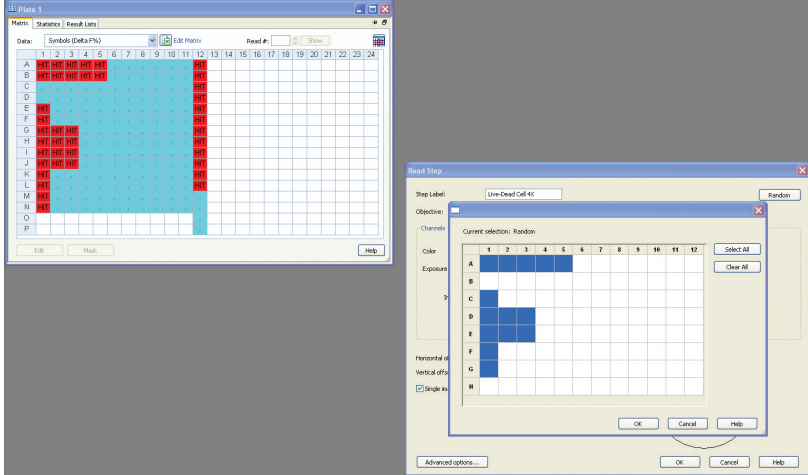 Plate 1
Matrix Statistics Result Lists
Data: Symbols (Delta F%) Edit Matrix Read #: Show
1 2 3 4 5 6 7 8 9 10 11 12 13 14 15 16 17 18 19 20 21 22 23 24
A HIT HIT HIT HIT HIT HIT
B HIT HIT HIT HIT HIT HIT
C HIT
D HIT
E HIT HIT
F HIT HIT
G HIT HIT HIT HIT
H HIT HIT HIT HIT
I HIT HIT HIT HIT
J HIT HIT HIT HIT
K HIT HIT
L HIT HIT
M HIT
N HIT
O
P
Edit Mask Help
Read Step
Step Label: Live-Dead Cell 4X Random
Objective:
Channels
Color
Exposure
Horizontal
Vertical
Single
Current selection: Random
1 2 3 4 5 6 7 8 9 10 11 12
A
B
C
D
E
F
G
H
Select All
Clear All
OK Cancel Help
Advanced options... OK Cancel Help